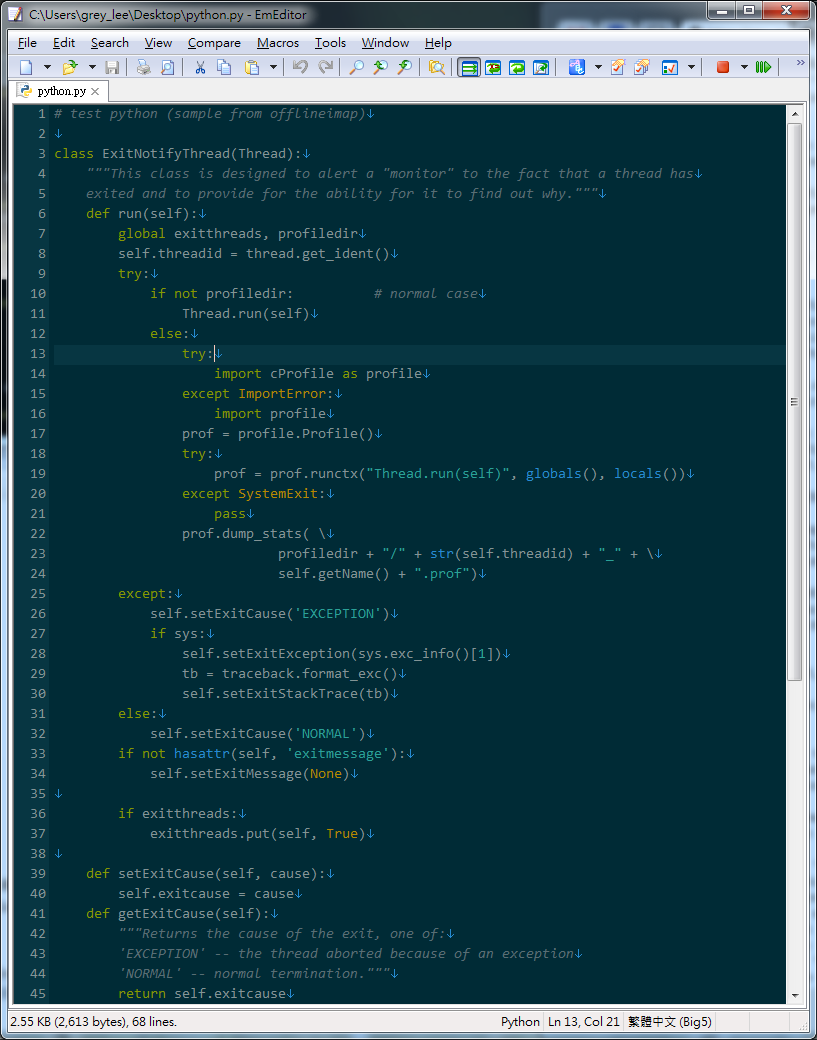 C:\Users\grey_lee\Desktop\python.py - EmEditor
File Edit Search View Compare Macros Tools Window Help
python.py
1 # test python (sample from offlineimap)↓
2 ↓
3 class ExitNotifyThread(Thread):↓
4     """This class is designed to alert a "monitor" to the fact that a thread has↓
5     exited and to provide for the ability for it to find out why."""↓
6     def run(self):↓
7         global exitthreads, profiledir↓
8         self.threadid = thread.get_ident()↓
9         try:↓
10             if not profiledir:          # normal case↓
11                 Thread.run(self)↓
12             else:↓
13                 try:↓
14                     import cProfile as profile↓
15                 except ImportError:↓
16                     import profile↓
17                 prof = profile.Profile()↓
18                 try:↓
19                     prof = prof.runctx("Thread.run(self)", globals(), locals())↓
20                 except SystemExit:↓
21                     pass↓
22                 prof.dump_stats( \↓
23                             profiledir + "/" + str(self.threadid) + "_" + \↓
24                             self.getName() + ".prof")↓
25         except:↓
26             self.setExitCause('EXCEPTION')↓
27             if sys:↓
28                 self.setExitException(sys.exc_info()[1])↓
29                 tb = traceback.format_exc()↓
30                 self.setExitStackTrace(tb)↓
31         else:↓
32             self.setExitCause('NORMAL')↓
33         if not hasattr(self, 'exitmessage'):↓
34             self.setExitMessage(None)↓
35 ↓
36         if exitthreads:↓
37             exitthreads.put(self, True)↓
38 ↓
39     def setExitCause(self, cause):↓
40         self.exitcause = cause↓
41     def getExitCause(self):↓
42         """Returns the cause of the exit, one of:↓
43         'EXCEPTION' -- the thread aborted because of an exception↓
44         'NORMAL' -- normal termination."""↓
45         return self.exitcause↓
2.55 KB (2,613 bytes), 68 lines. Python Ln 13, Col 21 繁體中文 (Big5)